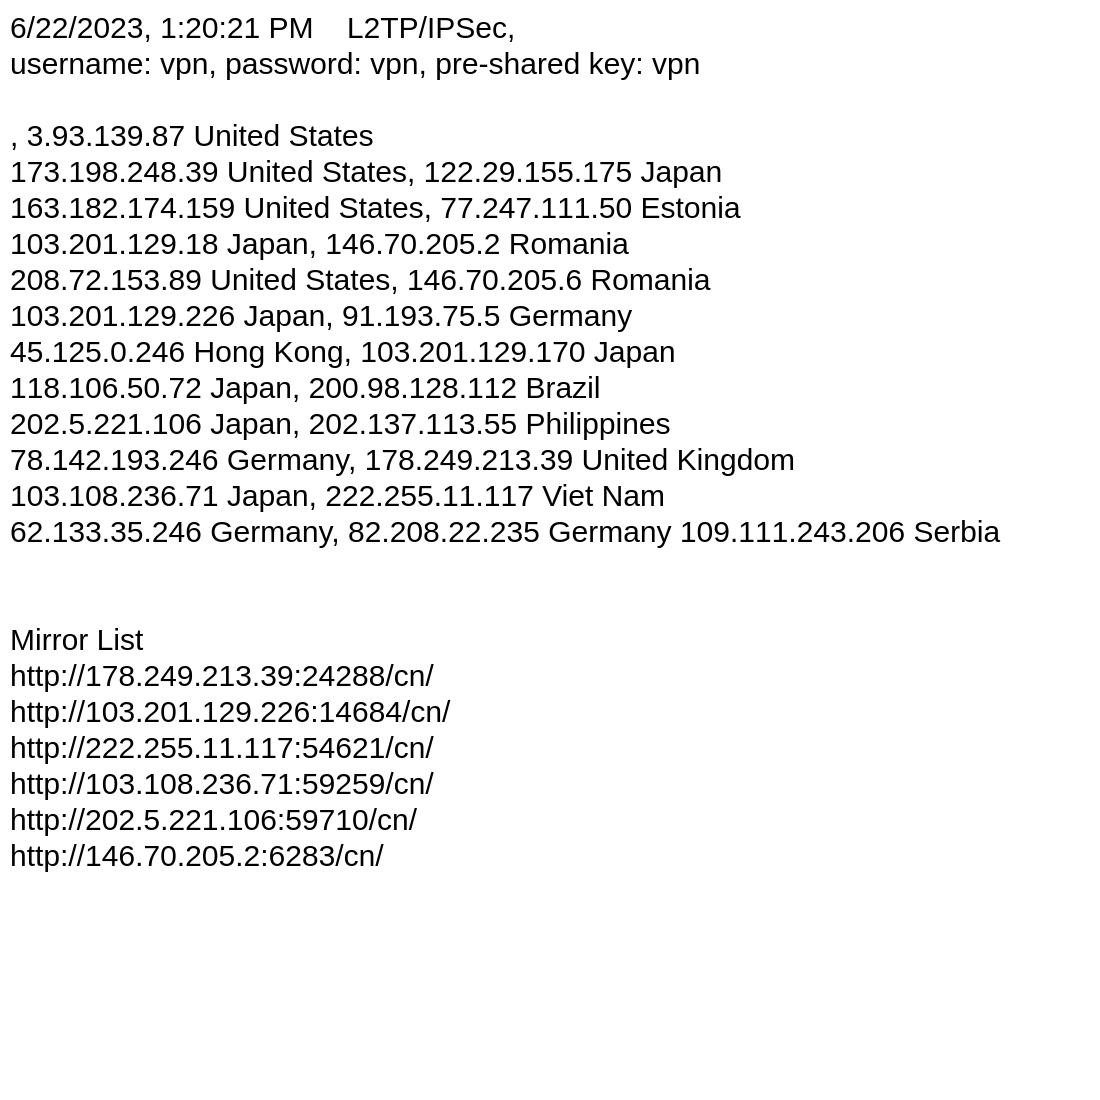 6/22/2023, 1:20:21 PM    L2TP/IPSec,
username: vpn, password: vpn, pre-shared key: vpn
, 3.93.139.87 United States
173.198.248.39 United States, 122.29.155.175 Japan
163.182.174.159 United States, 77.247.111.50 Estonia
103.201.129.18 Japan, 146.70.205.2 Romania
208.72.153.89 United States, 146.70.205.6 Romania
103.201.129.226 Japan, 91.193.75.5 Germany
45.125.0.246 Hong Kong, 103.201.129.170 Japan
118.106.50.72 Japan, 200.98.128.112 Brazil
202.5.221.106 Japan, 202.137.113.55 Philippines
78.142.193.246 Germany, 178.249.213.39 United Kingdom
103.108.236.71 Japan, 222.255.11.117 Viet Nam
62.133.35.246 Germany, 82.208.22.235 Germany 109.111.243.206 Serbia
Mirror List
http://178.249.213.39:24288/cn/
http://103.201.129.226:14684/cn/
http://222.255.11.117:54621/cn/
http://103.108.236.71:59259/cn/
http://202.5.221.106:59710/cn/
http://146.70.205.2:6283/cn/